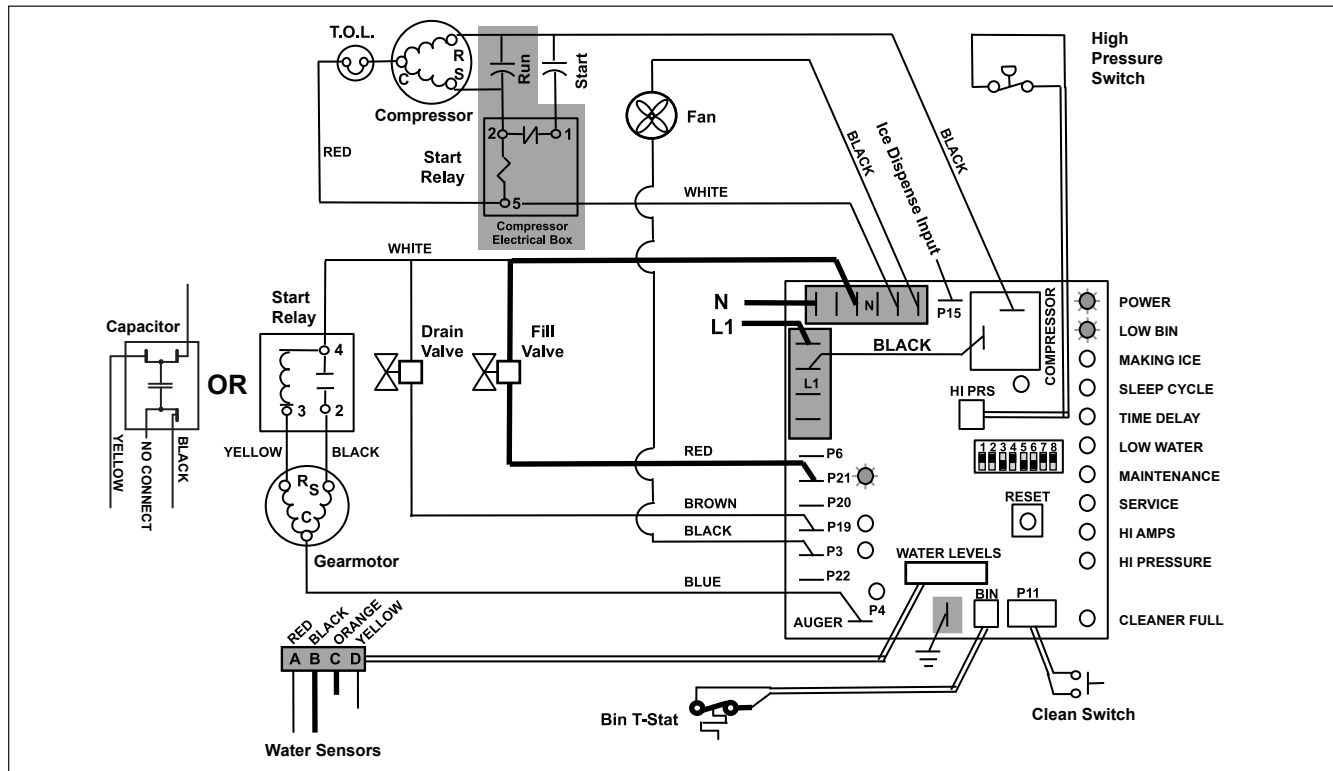 T.O.L.
R
S
C
Compressor
Run
Start
2
1
Start
Relay
5
Compressor
Electrical Box
RED
WHITE
Fan
BLACK
BLACK
Ice Dispense Input
High
Pressure
Switch
WHITE
Capacitor
OR
Start
Relay
4
3
2
YELLOW
NO CONNECT
BLACK
YELLOW
BLACK
R
S
C
Gearmotor
Drain
Valve
Fill
Valve
N
N
L1
L1
BLACK
P15
COMPRESSOR
HI PRS
1 2 3 4 5 6 7 8
RESET
POWER
LOW BIN
MAKING ICE
SLEEP CYCLE
TIME DELAY
LOW WATER
MAINTENANCE
SERVICE
HI AMPS
HI PRESSURE
CLEANER FULL
RED
P6
P21
BROWN
P20
P19
BLACK
P3
P22
BLUE
P4
AUGER
WATER LEVELS
BIN
P11
RED
BLACK
ORANGE
YELLOW
A B C D
Water Sensors
Bin T-Stat
Clean Switch